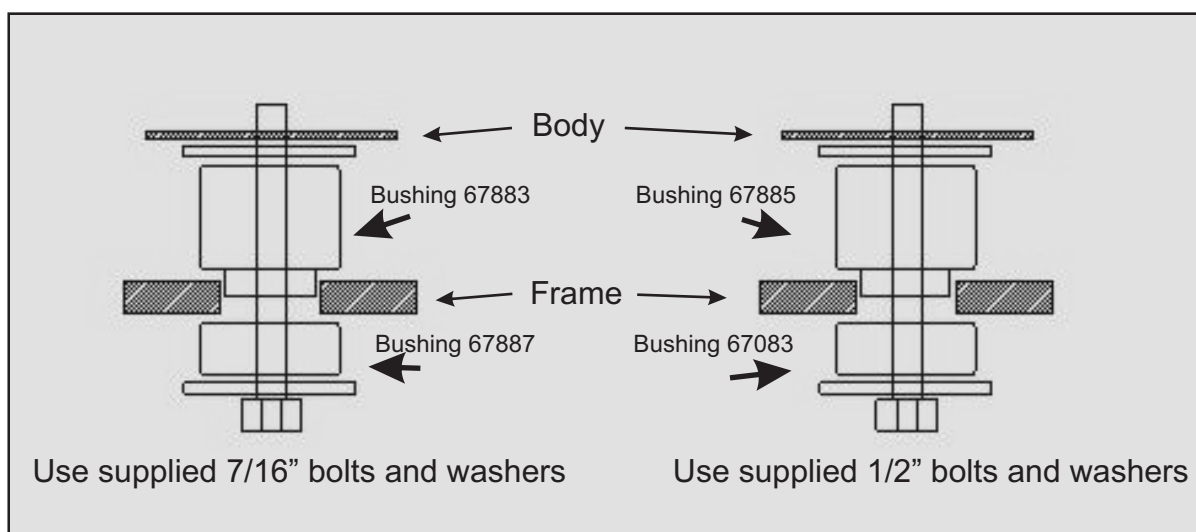 Body
Bushing 67883
Bushing 67885
Frame
Bushing 67887
Bushing 67083
Use supplied 7/16” bolts and washers
Use supplied 1/2” bolts and washers